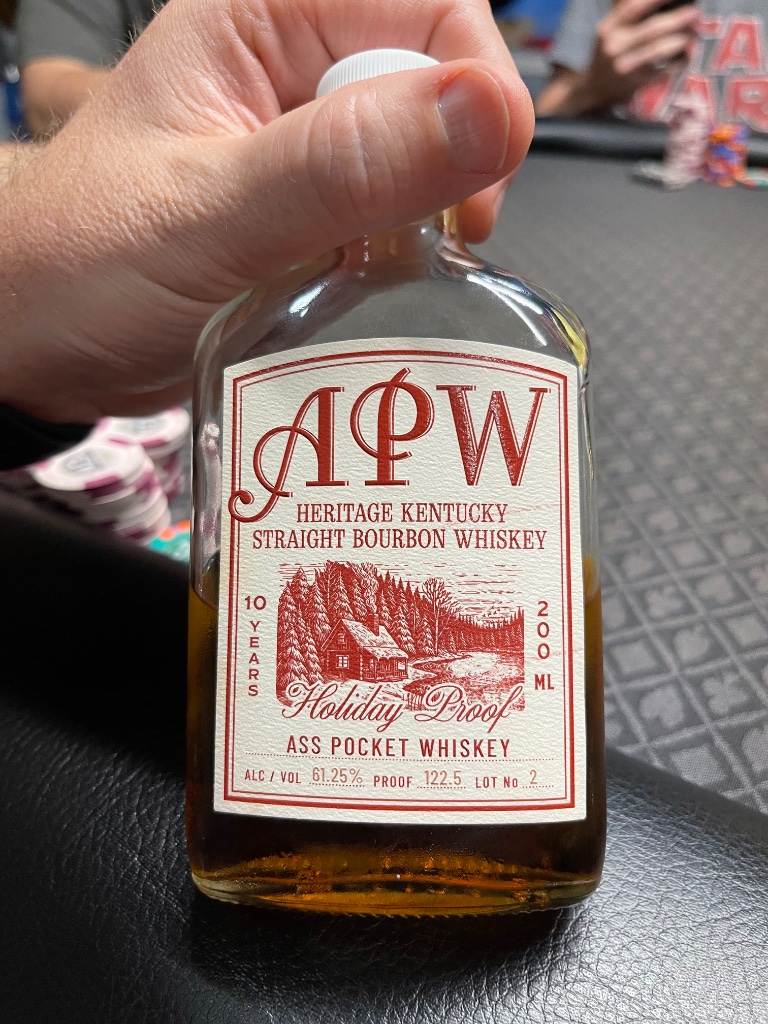 APW
HERITAGE KENTUCKY
STRAIGHT BOURBON WHISKEY
10 YEARS
200 ML
Holiday Proof
ASS POCKET WHISKEY
ALC / VOL 61.25% PROOF 122.5 LOT No 2